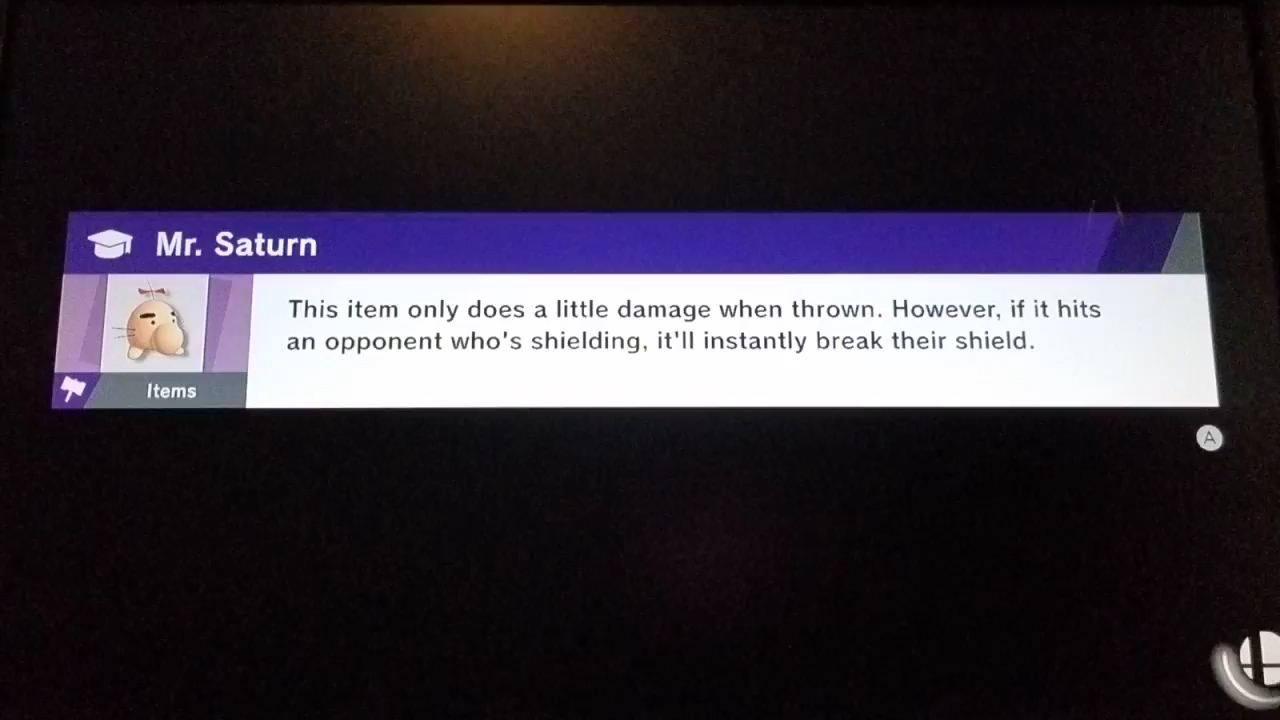 Mr. Saturn
This item only does a little damage when thrown. However, if it hits
an opponent who's shielding, it'll instantly break their shield.
Items
A